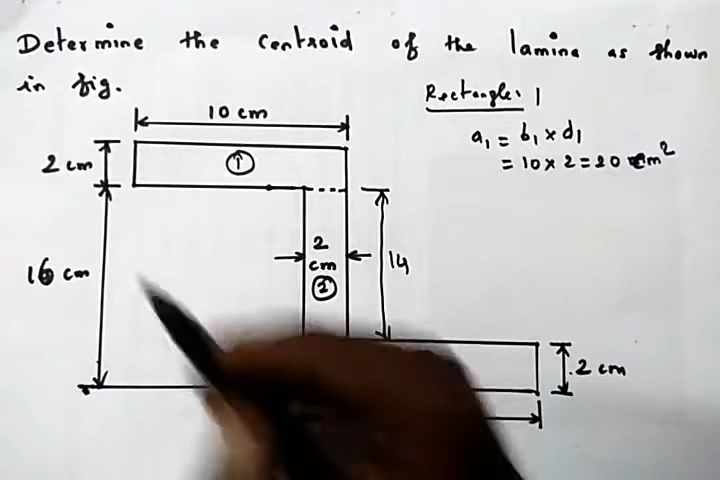 Determine the centroid of the lamina as shown
in fig.
Rectangle: 1
a₁ = b₁ × d₁
= 10 × 2 = 20 cm²
10 cm
2 cm
1
16 cm
2
cm
2
14
2 cm